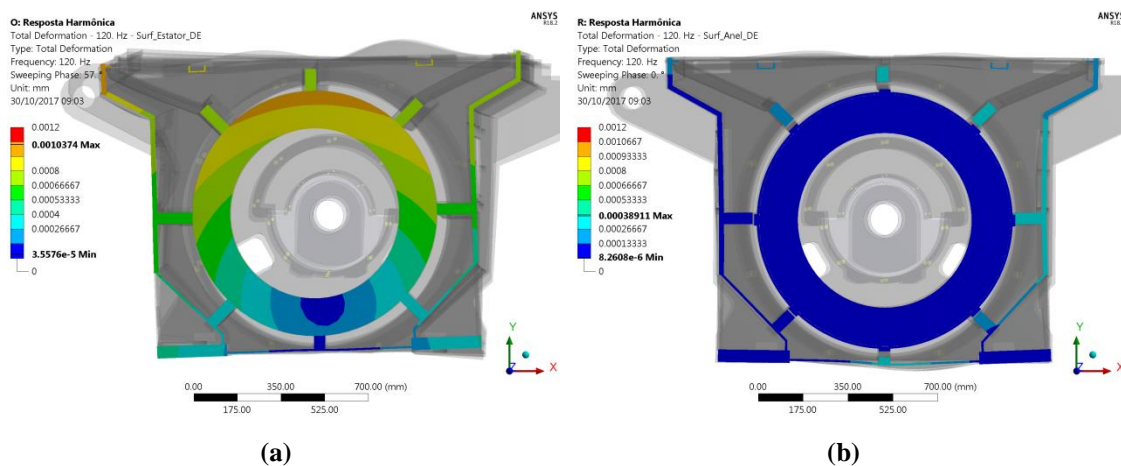 O: Resposta Harmônica
Total Deformation - 120. Hz - Surf_Estator_DE
Type: Total Deformation
Frequency: 120. Hz
Sweeping Phase: 57. °
Unit: mm
30/10/2017 09:03
ANSYS
R18.2
0.0012
0.0010374 Max
0.0008
0.00066667
0.00053333
0.0004
0.00026667
3.5576e-5 Min
0
Y
X
Z
0.00
350.00
700.00 (mm)
175.00
525.00
(a)
R: Resposta Harmônica
Total Deformation - 120. Hz - Surf_Anel_DE
Type: Total Deformation
Frequency: 120. Hz
Sweeping Phase: 0. °
Unit: mm
30/10/2017 09:03
ANSYS
0.0012
0.0010667
0.00093333
0.0008
0.00066667
0.00053333
0.00038911 Max
0.00026667
0.00013333
8.2608e-6 Min
0
Y
X
Z
0.00
350.00
700.00 (mm)
175.00
525.00
(b)